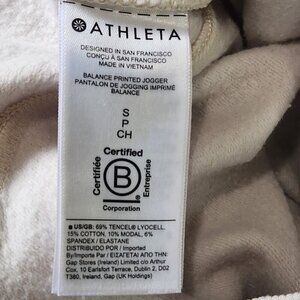 ATHLETA
DESIGNED IN SAN FRANCISCO
CONÇU À SAN FRANCISCO
MADE IN VIETNAM
BALANCE PRINTED JOGGER
PANTALON DE JOGGING IMPRIMÉ
BALANCE
S
P
CH
Certified
Certifiée
B
Entreprise
Corporation
US/GB: 69% TENCEL® LYOCELL,
15% COTTON, 10% MODAL, 6%
SPANDEX / ELASTANE
DISTRIBUIDO POR / Imported
By/Importe Par / ΕΙΣΑΓΕΤΑΙ ΑΠΟ ΤΗΝ:
Gap Stores (Ireland) Limited c/o Arthur
Cox, 10 Earlsfort Terrace, Dublin 2, D02
T380, Ireland, Gap (UK Holdings)